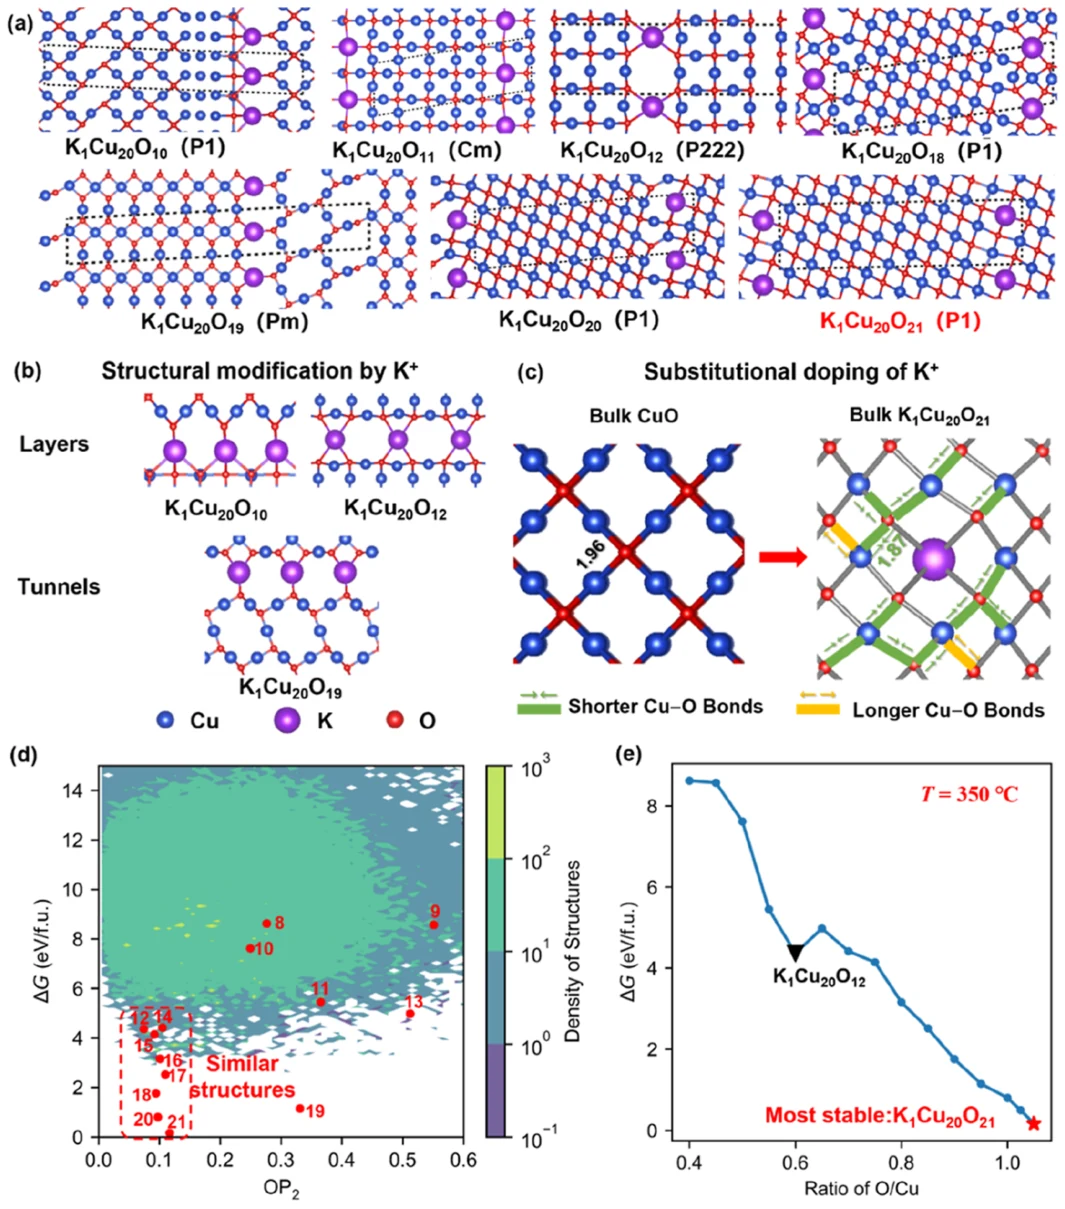 (a)
K₁Cu₂₀O₁₀ (P1)
K₁Cu₂₀O₁₁ (Cm)
K₁Cu₂₀O₁₂ (P222)
K₁Cu₂₀O₁₈ (P1̄)
K₁Cu₂₀O₁₉ (Pm)
K₁Cu₂₀O₂₀ (P1)
K₁Cu₂₀O₂₁ (P1)
(b)
Structural modification by K⁺
Layers
K₁Cu₂₀O₁₀
K₁Cu₂₀O₁₂
Tunnels
K₁Cu₂₀O₁₉
Cu
K
O
(c)
Substitutional doping of K⁺
Bulk CuO
Bulk K₁Cu₂₀O₂₁
1.96
1.87
Shorter Cu–O Bonds
Longer Cu–O Bonds
(d)
ΔG (eV/f.u.)
14
12
10
8
6
4
2
0
0.0
0.1
0.2
0.3
0.4
0.5
0.6
OP₂
8
9
10
11
13
12
14
15
16
17
18
19
20
21
Similar
structures
10³
10²
10¹
10⁰
10⁻¹
Density of Structures
(e)
T = 350 °C
ΔG (eV/f.u.)
8
6
4
2
0
K₁Cu₂₀O₁₂
Most stable:K₁Cu₂₀O₂₁
0.4
0.6
0.8
1.0
Ratio of O/Cu